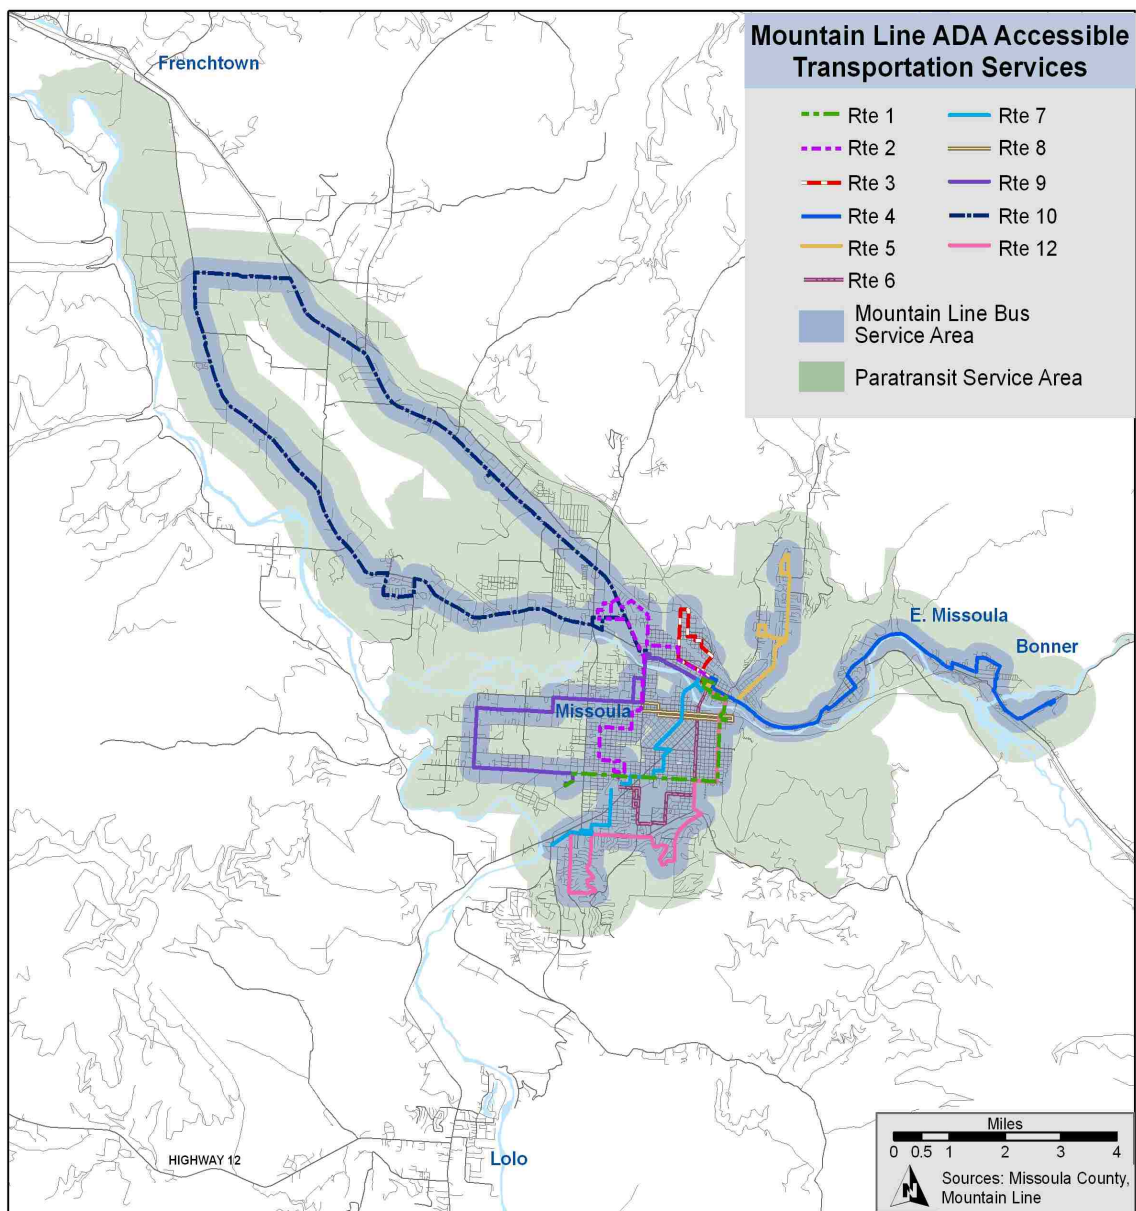 Mountain Line ADA Accessible
Transportation Services
Rte 1
Rte 2
Rte 3
Rte 4
Rte 5
Rte 6
Rte 7
Rte 8
Rte 9
Rte 10
Rte 12
Mountain Line Bus
Service Area
Paratransit Service Area
Frenchtown
E. Missoula
Bonner
Missoula
Lolo
HIGHWAY 12
Miles
0 0.5 1 2 3 4
N
Sources: Missoula County,
Mountain Line